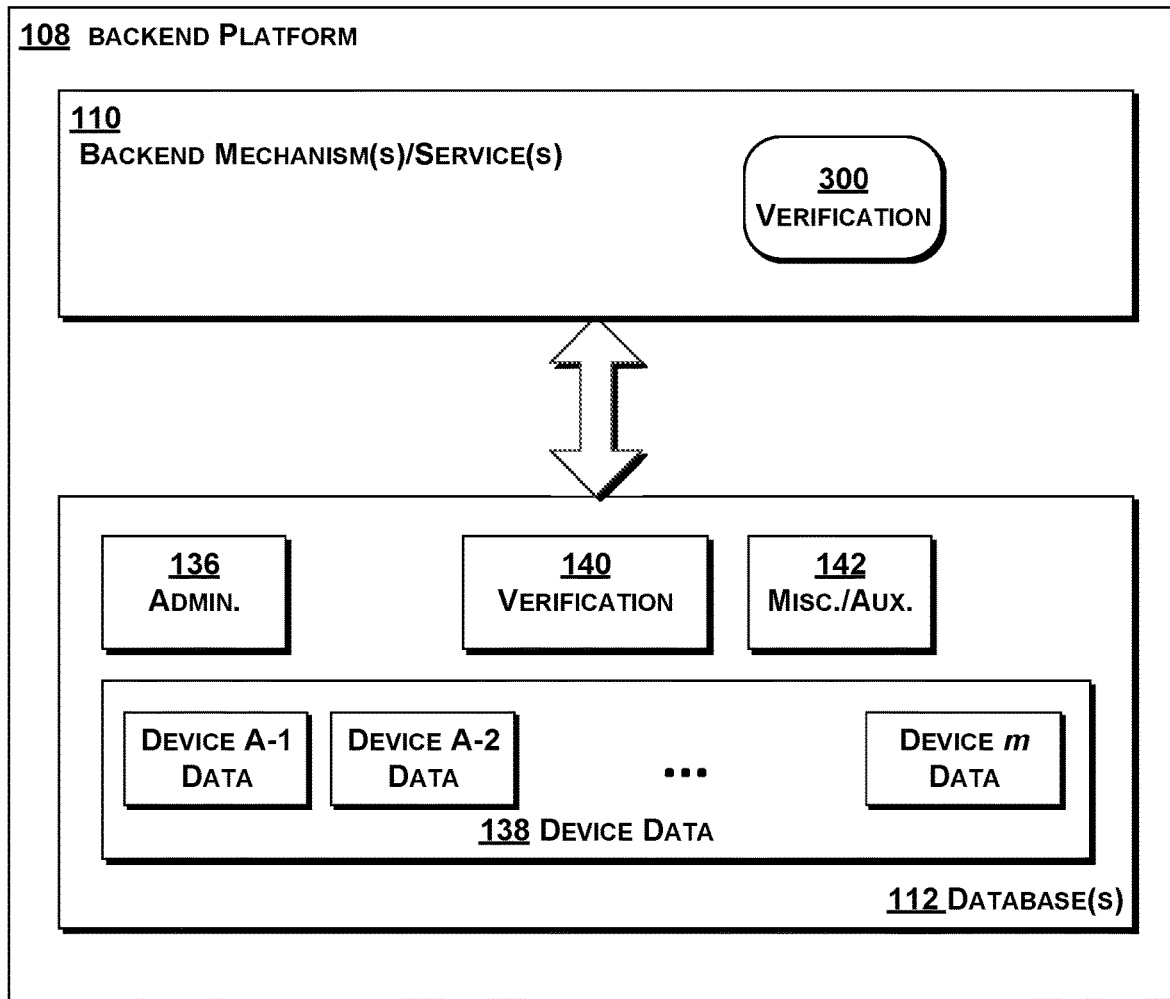 108 BACKEND PLATFORM
110
BACKEND MECHANISM(S)/SERVICE(S)
300
VERIFICATION
136
ADMIN.
140
VERIFICATION
142
MISC./AUX.
DEVICE A-1
DATA
DEVICE A-2
DATA
...
DEVICE m
DATA
138 DEVICE DATA
112 DATABASE(S)